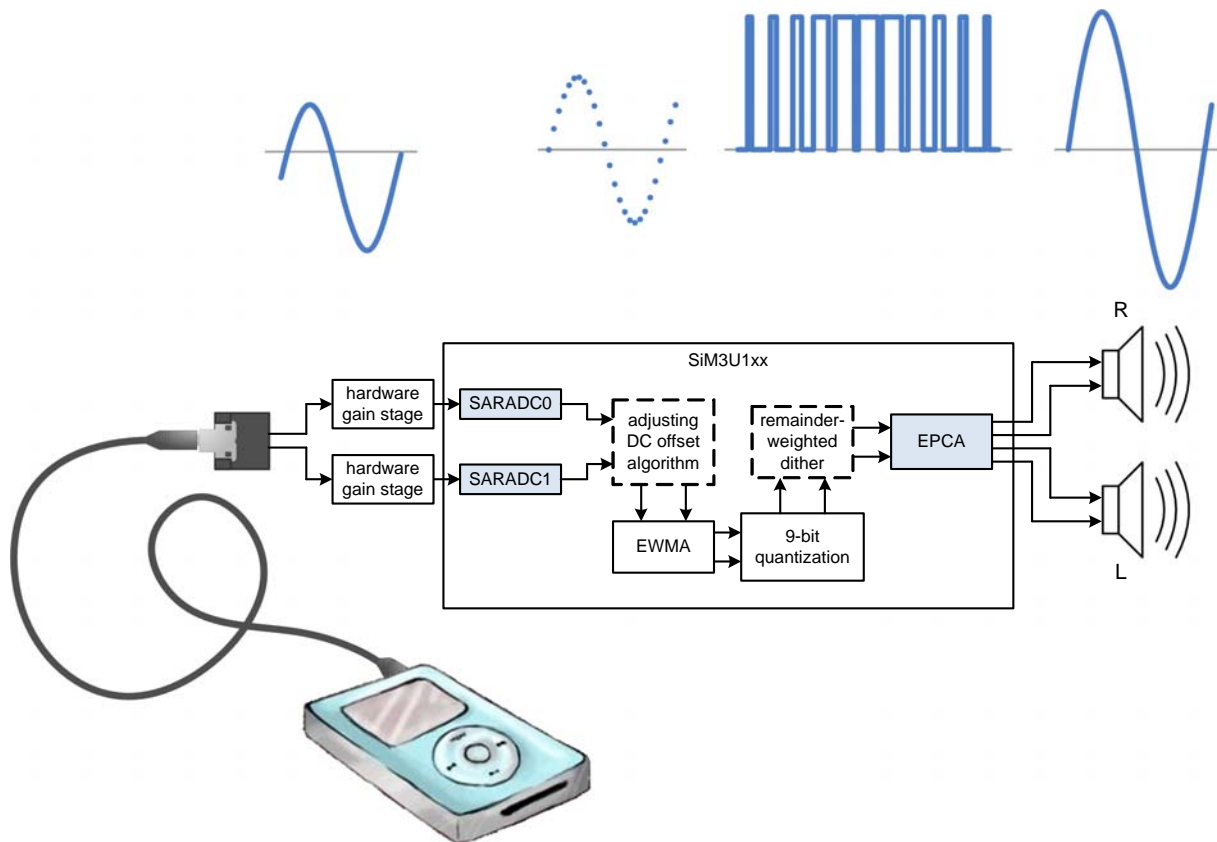 R
SiM3U1xx
hardware
gain stage
SARADC0
adjusting
DC offset
algorithm
remainder-
weighted
dither
EPCA
hardware
gain stage
SARADC1
EWMA
9-bit
quantization
L